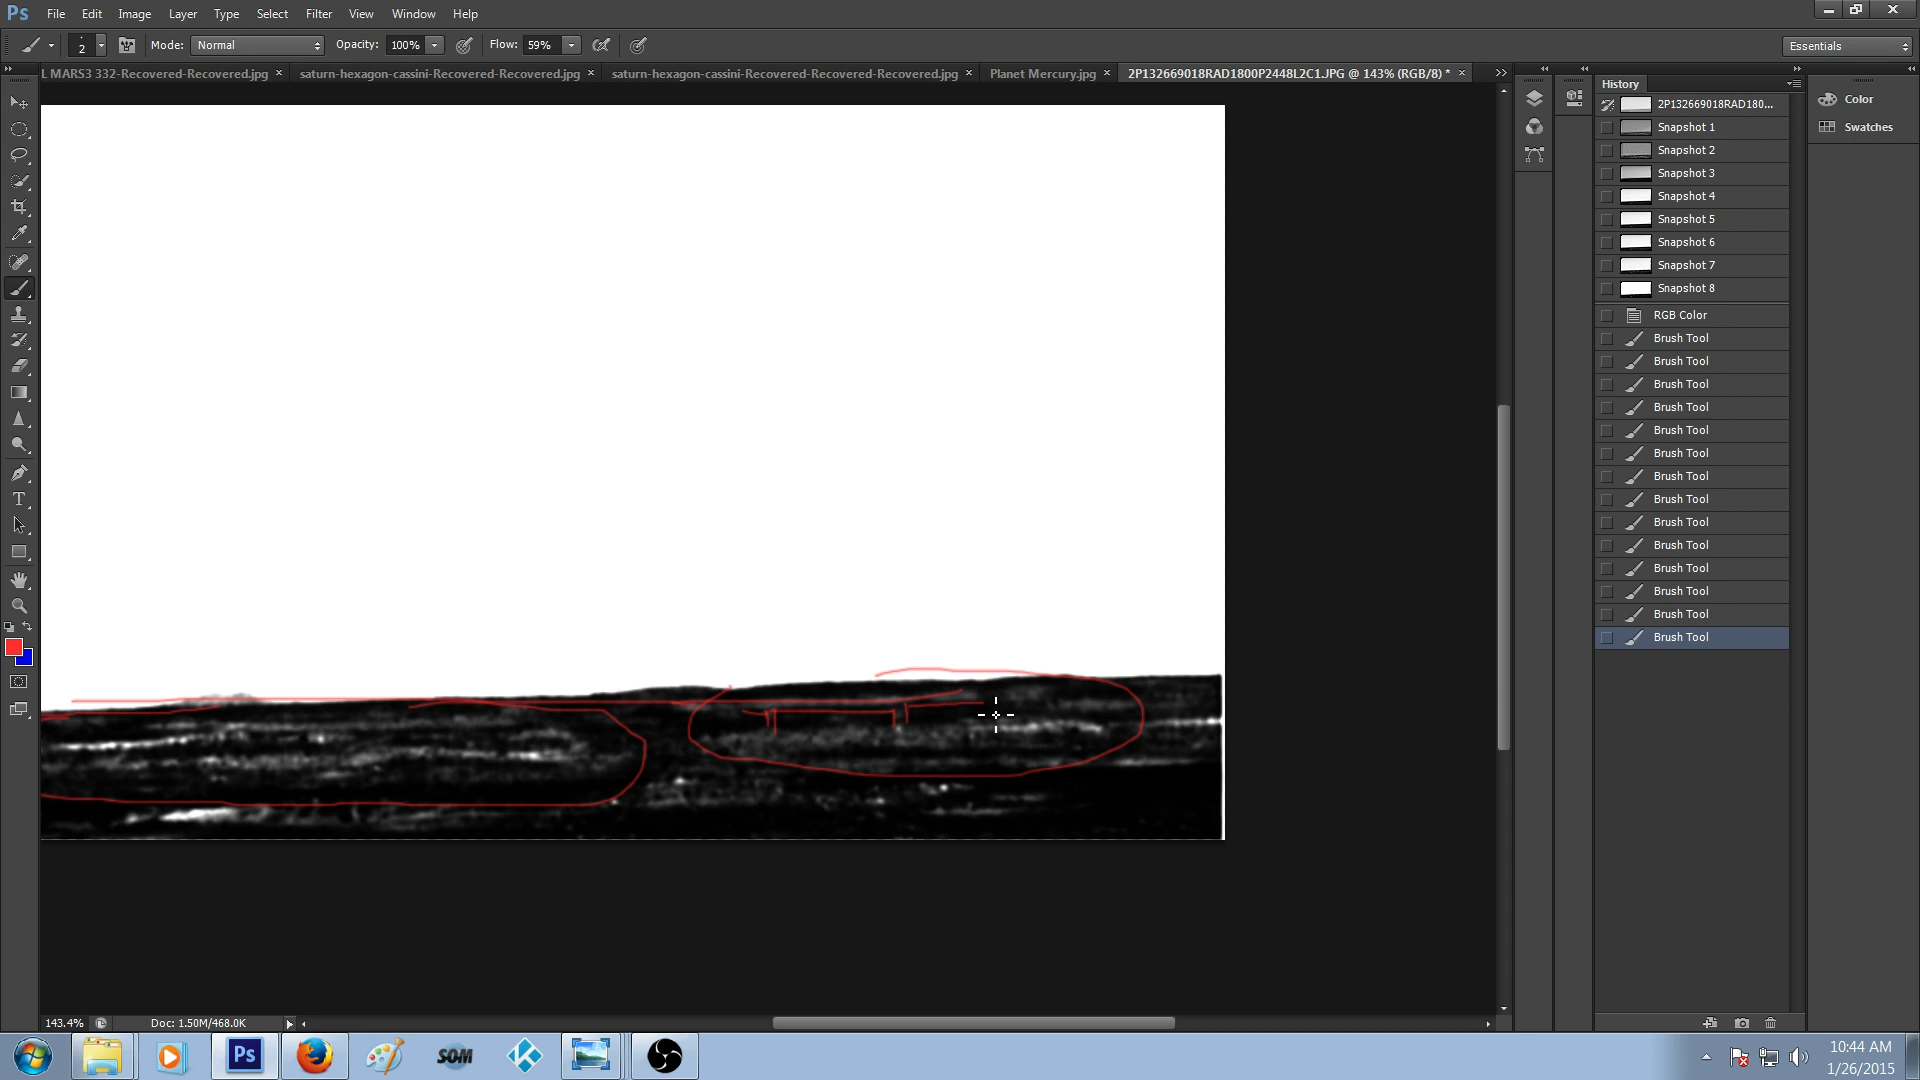 Ps File Edit Image Layer Type Select Filter View Window Help
2 Mode: Normal Opacity: 100% Flow: 59% Essentials
L MARS3 332-Recovered-Recovered.jpg × saturn-hexagon-cassini-Recovered-Recovered.jpg × saturn-hexagon-cassini-Recovered-Recovered-Recovered.jpg × Planet Mercury.jpg × 2P132669018RAD1800P2448L2C1.JPG @ 143% (RGB/8) * ×
History
2P132669018RAD180...
Snapshot 1
Snapshot 2
Snapshot 3
Snapshot 4
Snapshot 5
Snapshot 6
Snapshot 7
Snapshot 8
RGB Color
Brush Tool
Brush Tool
Brush Tool
Brush Tool
Brush Tool
Brush Tool
Brush Tool
Brush Tool
Brush Tool
Brush Tool
Brush Tool
Brush Tool
Brush Tool
Brush Tool
Color
Swatches
T
143.4% Doc: 1.50M/468.0K
Ps SOM
10:44 AM
1/26/2015